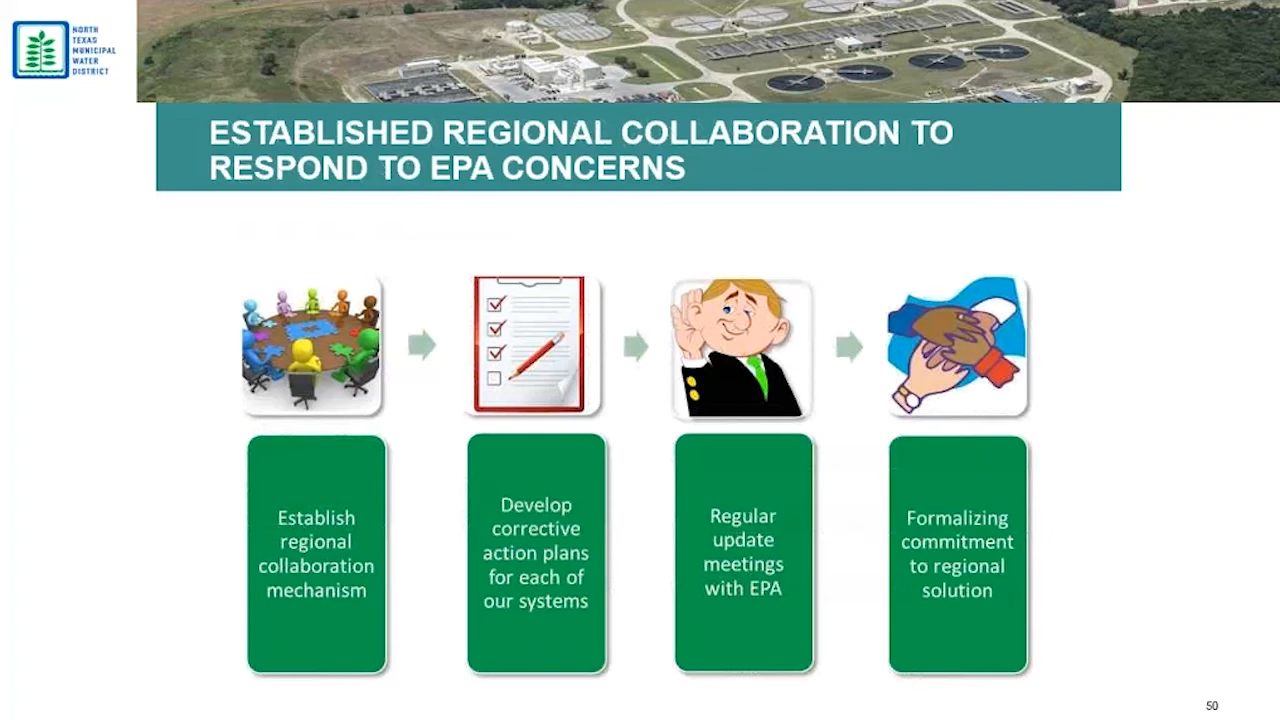 NORTH
TEXAS
MUNICIPAL
WATER
DISTRICT
ESTABLISHED REGIONAL COLLABORATION TO
RESPOND TO EPA CONCERNS
Establish
regional
collaboration
mechanism
Develop
corrective
action plans
for each of
our systems
Regular
update
meetings
with EPA
Formalizing
commitment
to regional
solution
50